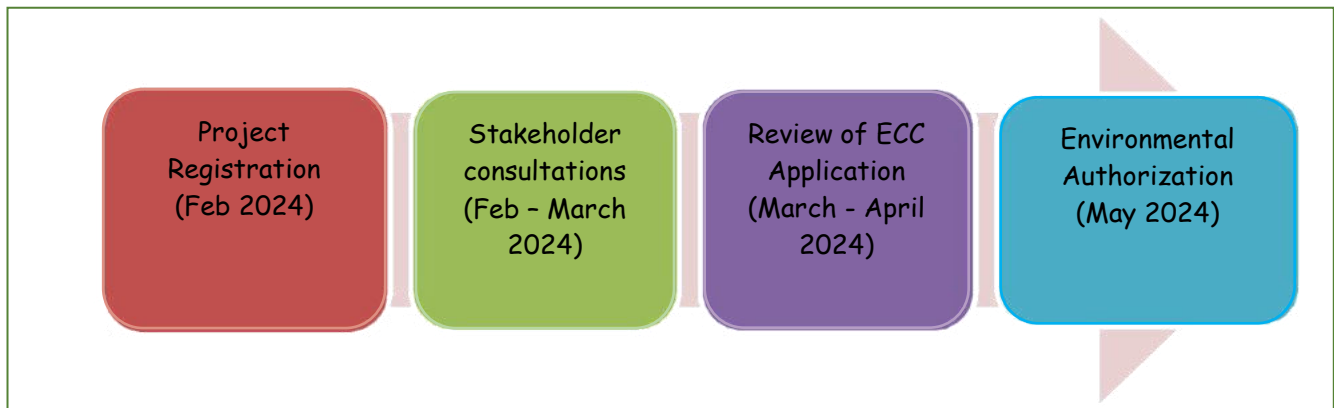 Project
Registration
(Feb 2024)
Stakeholder
consultations
(Feb – March
2024)
Review of ECC
Application
(March - April
2024)
Environmental
Authorization
(May 2024)